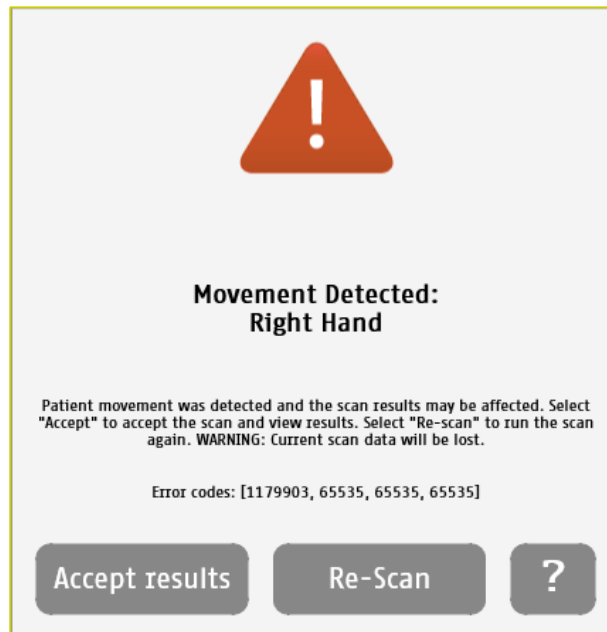 !
Movement Detected:
Right Hand
Patient movement was detected and the scan results may be affected. Select
"Accept" to accept the scan and view results. Select "Re-scan" to run the scan
again. WARNING: Current scan data will be lost.
Error codes: [1179903, 65535, 65535, 65535]
Accept results
Re-Scan
?